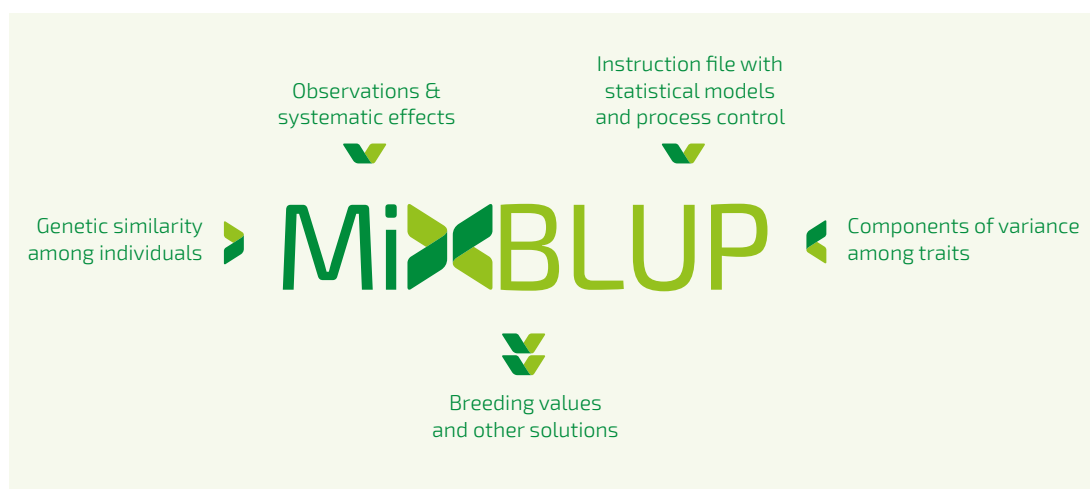 Observations &
systematic effects
Instruction file with
statistical models
and process control
Genetic similarity
among individuals
MiXBLUP
Components of variance
among traits
Breeding values
and other solutions